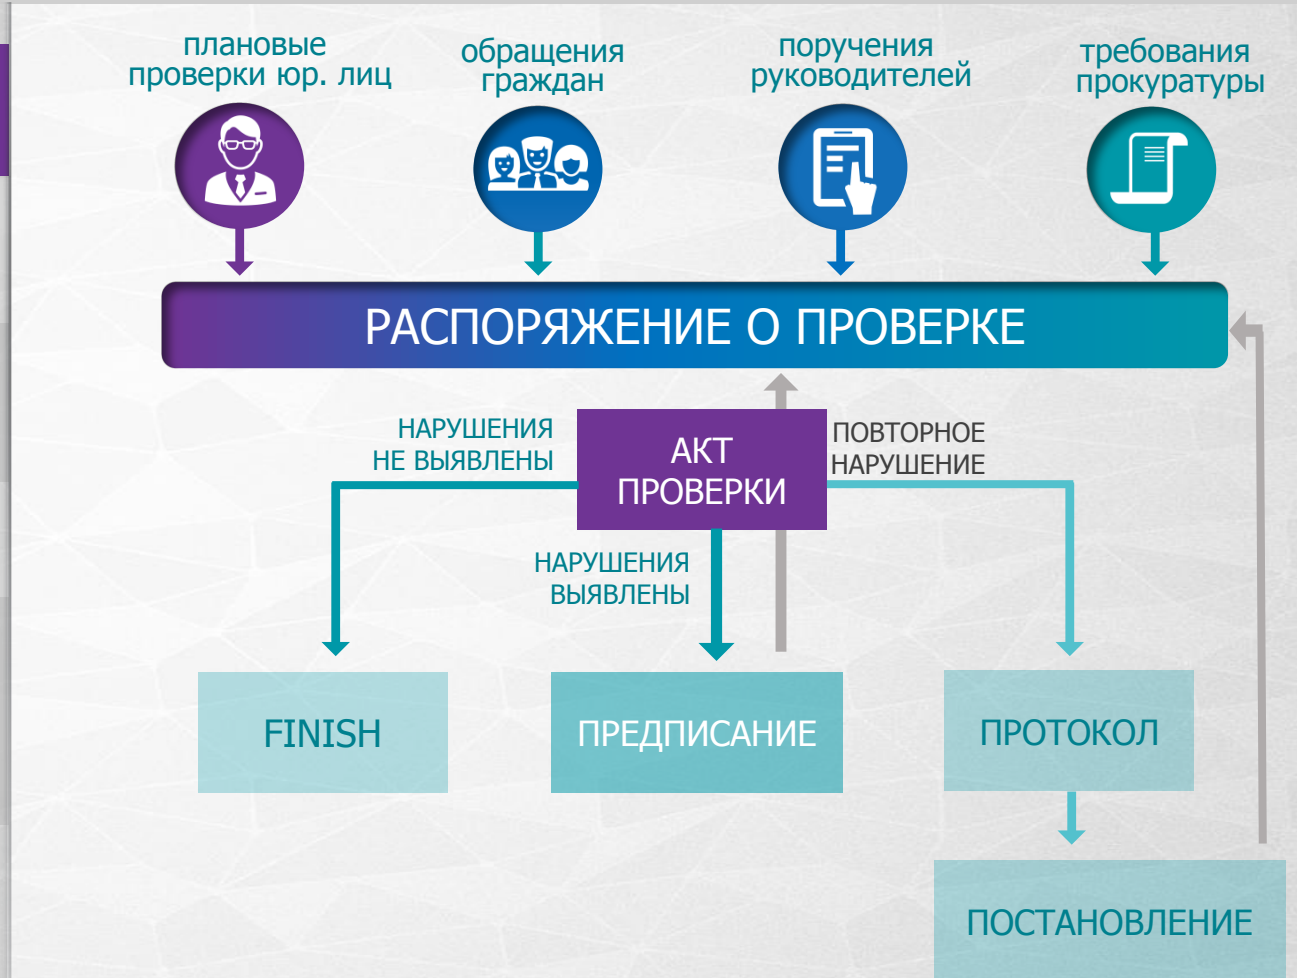 плановые
проверки юр. лиц
обращения
граждан
поручения
руководителей
требования
прокуратуры
РАСПОРЯЖЕНИЕ О ПРОВЕРКЕ
НАРУШЕНИЯ
НЕ ВЫЯВЛЕНЫ
АКТ
ПРОВЕРКИ
ПОВТОРНОЕ
НАРУШЕНИЕ
НАРУШЕНИЯ
ВЫЯВЛЕНЫ
FINISH
ПРЕДПИСАНИЕ
ПРОТОКОЛ
ПОСТАНОВЛЕНИЕ